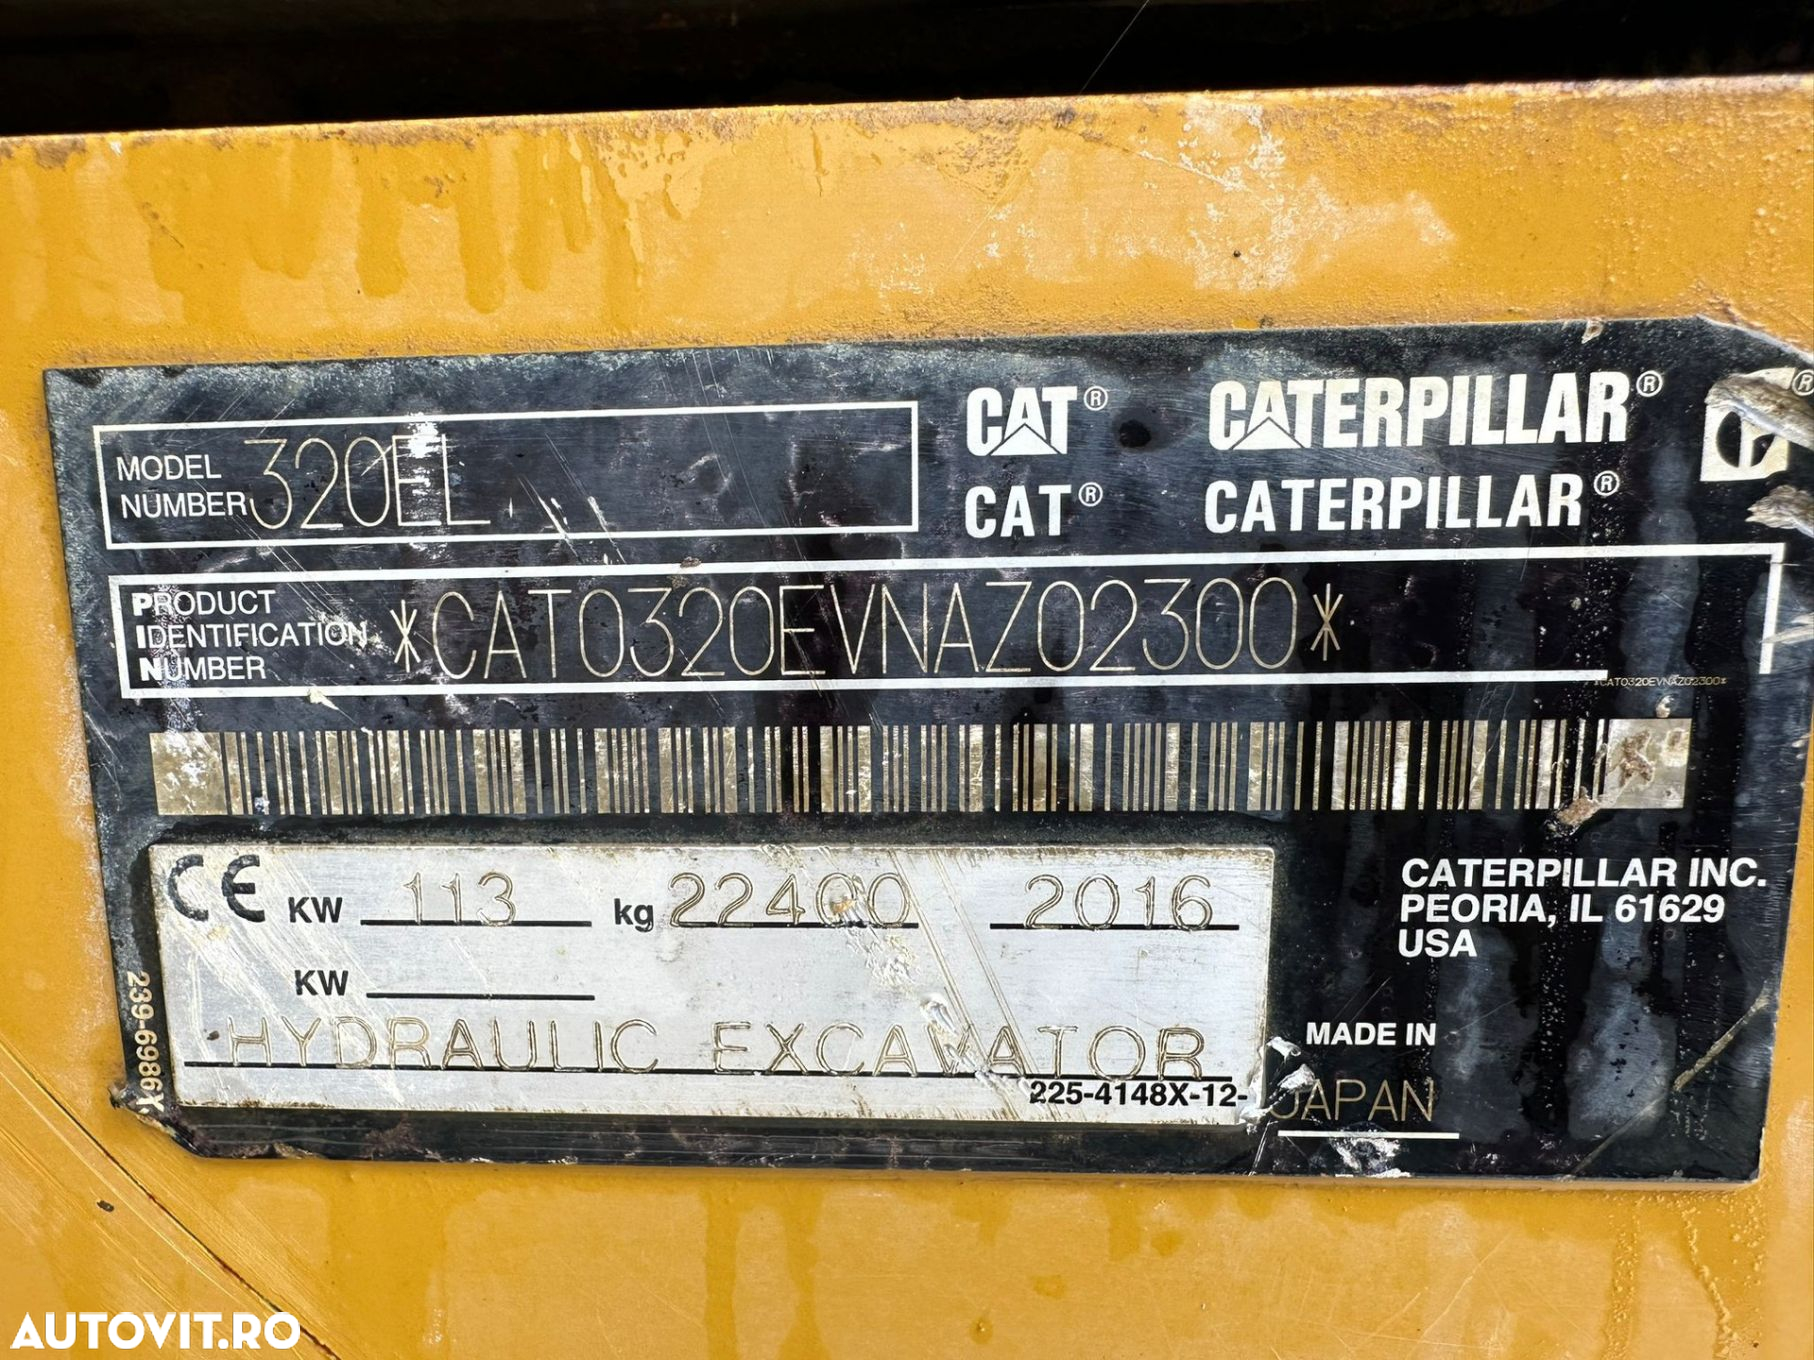 MODEL NUMBER 320EL
CAT® CATERPILLAR®
CAT® CATERPILLAR®
PRODUCT
IDENTIFICATION
NUMBER
*CAT0320EVNAZ02300*
*CAT0320EVNAZ02300*
CE KW 113 kg 22400 2016
KW
HYDRAULIC EXCAVATOR
225-4148X-12-
239-6986X
CATERPILLAR INC.
PEORIA, IL 61629
USA
MADE IN
JAPAN
AUTOVIT.RO